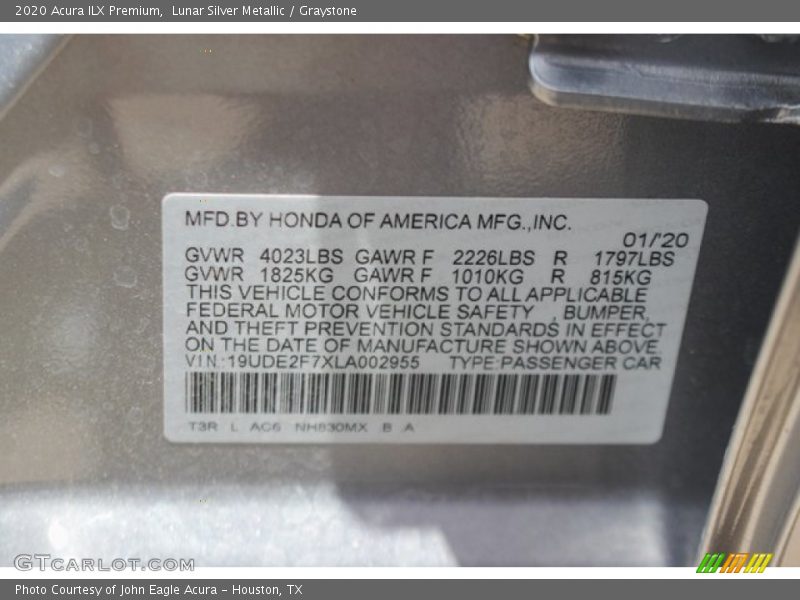 2020 Acura ILX Premium, Lunar Silver Metallic / Graystone
MFD.BY HONDA OF AMERICA MFG.,INC.
01/'20
GVWR 4023LBS GAWR F 2226LBS R 1797LBS
GVWR 1825KG GAWR F 1010KG R 815KG
THIS VEHICLE CONFORMS TO ALL APPLICABLE
FEDERAL MOTOR VEHICLE SAFETY , BUMPER,
AND THEFT PREVENTION STANDARDS IN EFFECT
ON THE DATE OF MANUFACTURE SHOWN ABOVE.
VIN:19UDE2F7XLA002955 TYPE:PASSENGER CAR
T3R L AC6 NH830MX B A
GTCARLOT.COM
Photo Courtesy of John Eagle Acura - Houston, TX